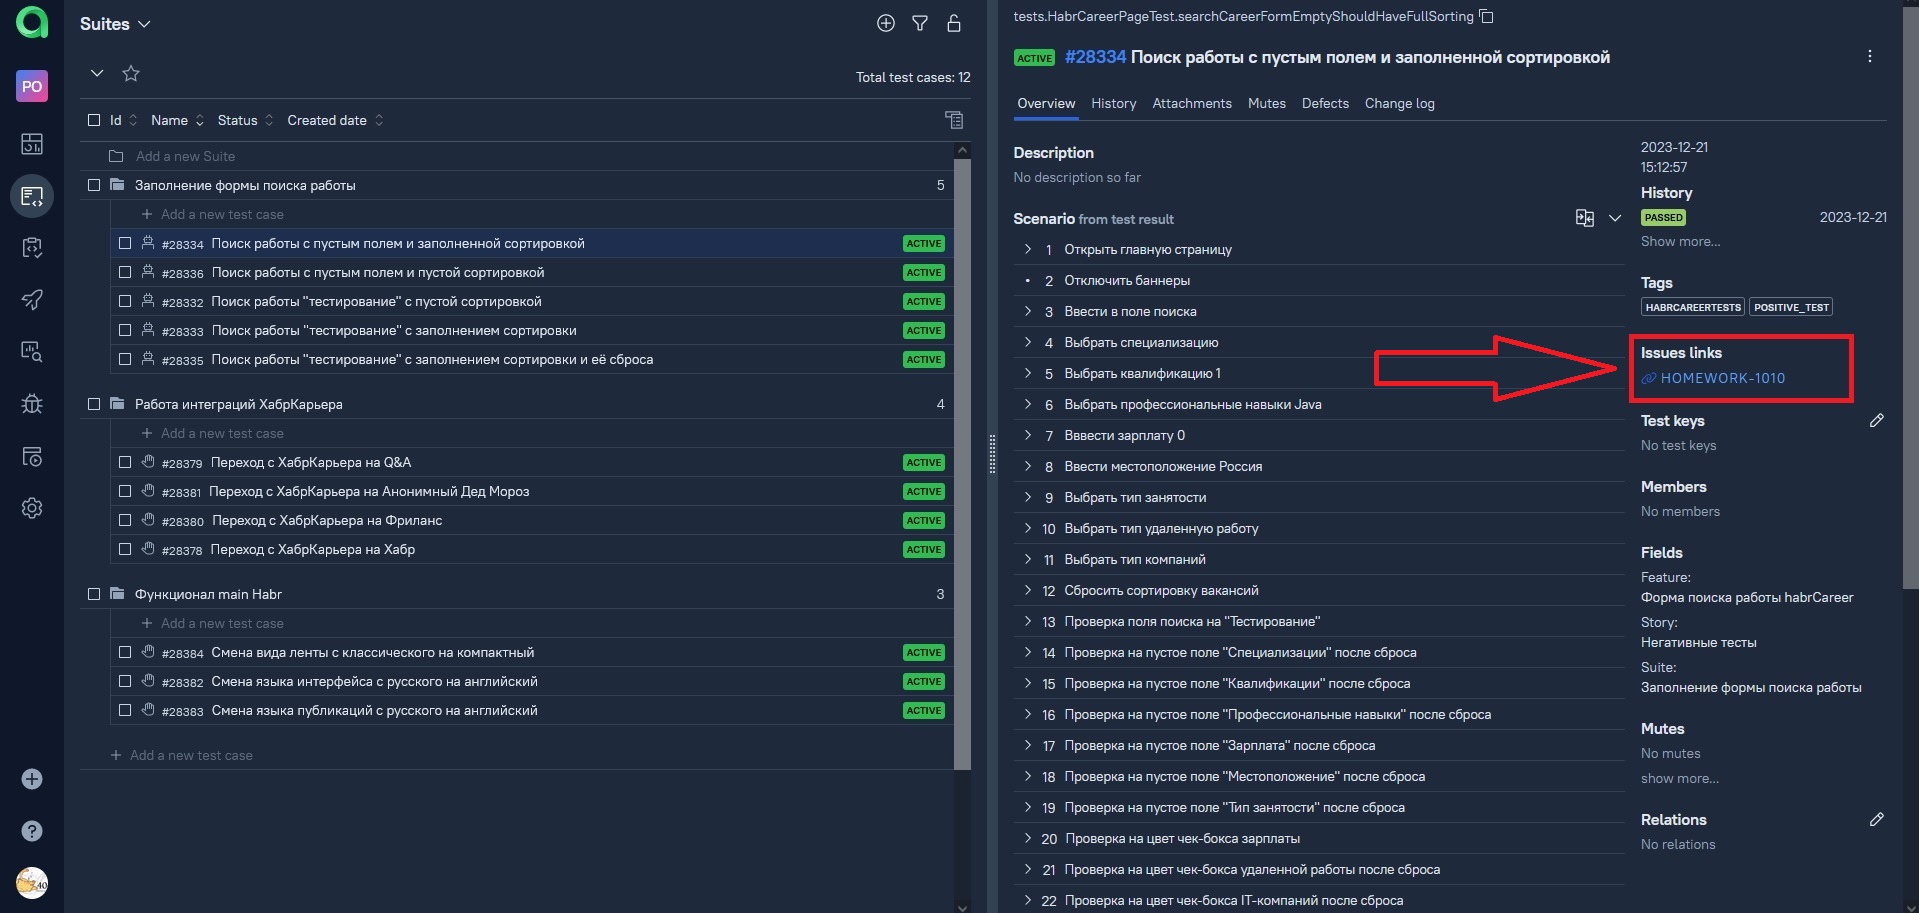 PO
Suites
Total test cases: 12
Id Name Status Created date
Add a new Suite
Заполнение формы поиска работы 5
Add a new test case
#28334 Поиск работы с пустым полем и заполненной сортировкой ACTIVE
#28336 Поиск работы с пустым полем и пустой сортировкой ACTIVE
#28332 Поиск работы "тестирование" с пустой сортировкой ACTIVE
#28333 Поиск работы "тестирование" с заполнением сортировки ACTIVE
#28335 Поиск работы "тестирование" с заполнением сортировки и её сброса ACTIVE
Работа интеграций ХабрКарьера 4
Add a new test case
#28379 Переход с ХабрКарьера на Q&A ACTIVE
#28381 Переход с ХабрКарьера на Анонимный Дед Мороз ACTIVE
#28380 Переход с ХабрКарьера на Фриланс ACTIVE
#28378 Переход с ХабрКарьера на Хабр ACTIVE
Функционал main Habr 3
Add a new test case
#28384 Смена вида ленты с классического на компактный ACTIVE
#28382 Смена языка интерфейса с русского на английский ACTIVE
#28383 Смена языка публикаций с русского на английский ACTIVE
Add a new test case
tests.HabrCareerPageTest.searchCareerFormEmptyShouldHaveFullSorting
ACTIVE #28334 Поиск работы с пустым полем и заполненной сортировкой
Overview History Attachments Mutes Defects Change log
Description
No description so far
Scenario from test result
1 Открыть главную страницу
2 Отключить баннеры
3 Ввести в поле поиска
4 Выбрать специализацию
5 Выбрать квалификацию 1
6 Выбрать профессиональные навыки Java
7 Вввести зарплату 0
8 Ввести местоположение Россия
9 Выбрать тип занятости
10 Выбрать тип удаленную работу
11 Выбрать тип компаний
12 Сбросить сортировку вакансий
13 Проверка поля поиска на "Тестирование"
14 Проверка на пустое поле "Специализации" после сброса
15 Проверка на пустое поле "Квалификации" после сброса
16 Проверка на пустое поле "Профессиональные навыки" после сброса
17 Проверка на пустое поле "Зарплата" после сброса
18 Проверка на пустое поле "Местоположение" после сброса
19 Проверка на пустое поле "Тип занятости" после сброса
20 Проверка на цвет чек-бокса зарплаты
21 Проверка на цвет чек-бокса удаленной работы после сброса
22 Проверка на цвет чек-бокса IT-компаний после сброса
2023-12-21
15:12:57
History
PASSED 2023-12-21
Show more...
Tags
HABRCAREERTESTS POSITIVE_TEST
Issues links
HOMEWORK-1010
Test keys
No test keys
Members
No members
Fields
Feature:
Форма поиска работы habrCareer
Story:
Негативные тесты
Suite:
Заполнение формы поиска работы
Mutes
No mutes
show more...
Relations
No relations